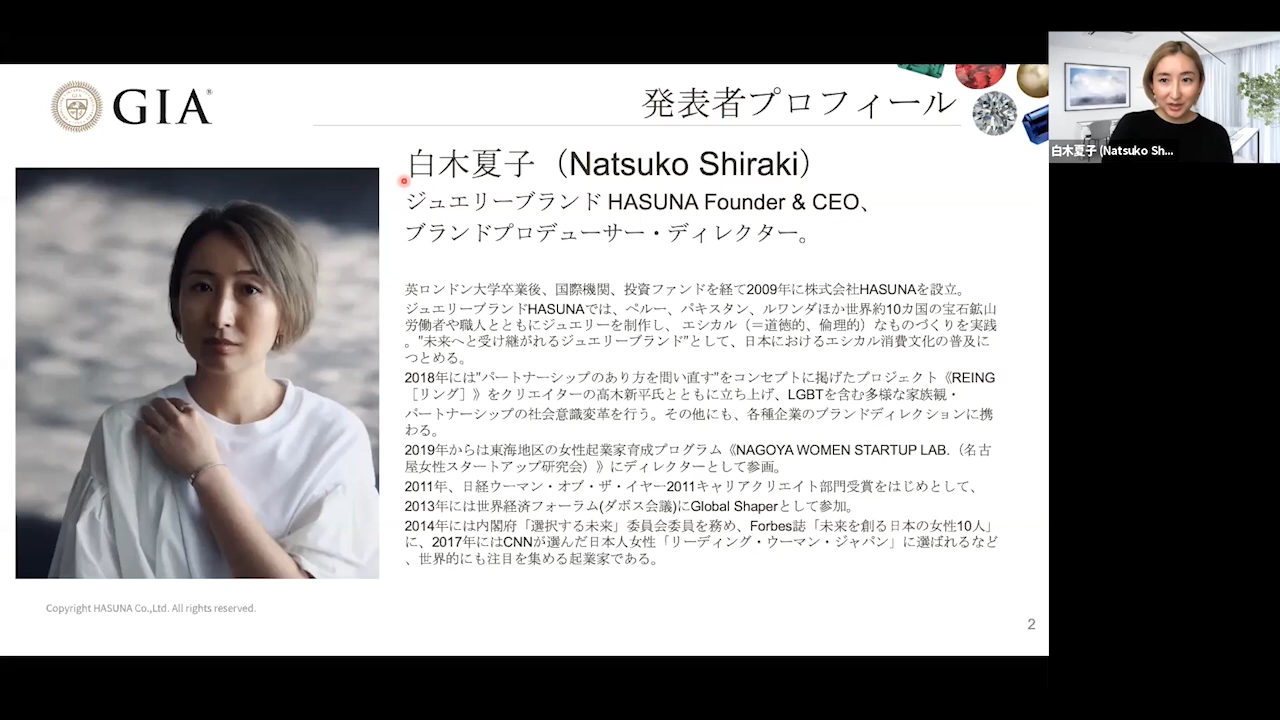 GIA®
発表者プロフィール
白木夏子（Natsuko Shiraki）
ジュエリーブランド HASUNA Founder & CEO、
ブランドプロデューサー・ディレクター。
英ロンドン大学卒業後、国際機関、投資ファンドを経て2009年に株式会社HASUNAを設立。
ジュエリーブランドHASUNAでは、ペルー、パキスタン、ルワンダほか世界約10カ国の宝石鉱山
労働者や職人とともにジュエリーを制作し、エシカル（＝道徳的、倫理的）なものづくりを実践
。"未来へと受け継がれるジュエリーブランド"として、日本におけるエシカル消費文化の普及に
つとめる。
2018年には"パートナーシップのあり方を問い直す"をコンセプトに掲げたプロジェクト《REING
［リング］》をクリエイターの高木新平氏とともに立ち上げ、LGBTを含む多様な家族観・
パートナーシップの社会意識変革を行う。その他にも、各種企業のブランドディレクションに携
わる。
2019年からは東海地区の女性起業家育成プログラム《NAGOYA WOMEN STARTUP LAB.（名古
屋女性スタートアップ研究会）》にディレクターとして参画。
2011年、日経ウーマン・オブ・ザ・イヤー2011キャリアクリエイト部門受賞をはじめとして、
2013年には世界経済フォーラム(ダボス会議)にGlobal Shaperとして参加。
2014年には内閣府「選択する未来」委員会委員を務め、Forbes誌「未来を創る日本の女性10人」
に、2017年にはCNNが選んだ日本人女性「リーディング・ウーマン・ジャパン」に選ばれるなど
、世界的にも注目を集める起業家である。
Copyright HASUNA Co.,Ltd. All rights reserved.
2
白木夏子 (Natsuko Sh...